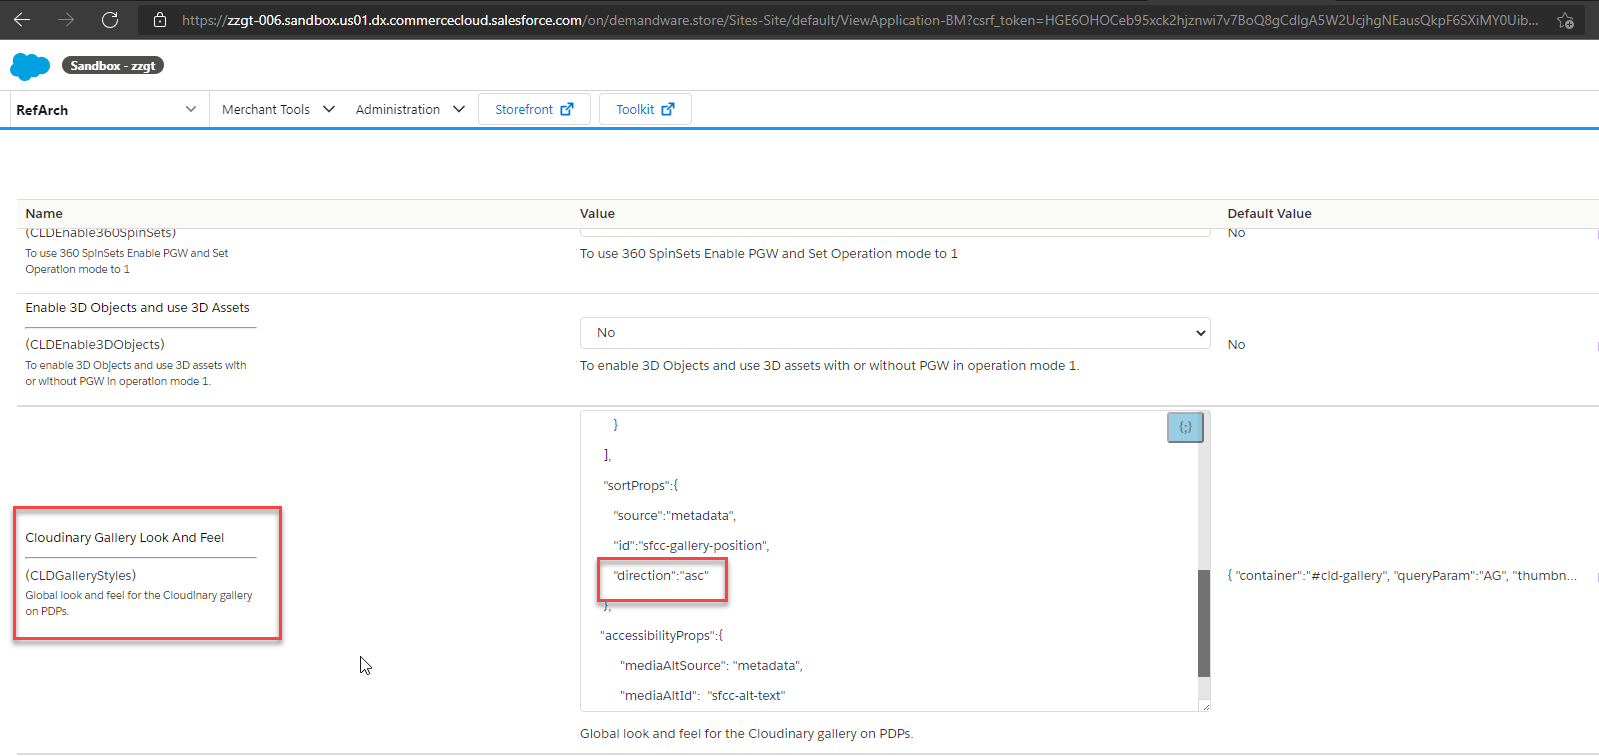 https://zzgt-006.sandbox.us01.dx.commercecloud.salesforce.com/on/demandware.store/Sites-Site/default/ViewApplication-BM?csrf_token=HGE6OHOCeb95xck2hjznwi7v7BoQ8gCdIgA5W2UcjhgNEausQkpF6SXiMY0Uib...
Sandbox - zzgt
RefArch
Merchant Tools
Administration
Storefront
Toolkit
Name
Value
Default Value
(CLDEnable360SpinSets)
No
To use 360 SpinSets Enable PGW and Set
Operation mode to 1
To use 360 SpinSets Enable PGW and Set Operation mode to 1
Enable 3D Objects and use 3D Assets
(CLDEnable3DObjects)
To enable 3D Objects and use 3D assets with
or without PGW in operation mode 1.
No
To enable 3D Objects and use 3D assets with or without PGW in operation mode 1.
No
Cloudinary Gallery Look And Feel
(CLDGalleryStyles)
Global look and feel for the Cloudinary gallery
on PDPs.
}
{;}
],
"sortProps":{
"source":"metadata",
"id":"sfcc-gallery-position",
"direction":"asc"
},
"accessibilityProps":{
"mediaAltSource": "metadata",
"mediaAltId": "sfcc-alt-text"
Global look and feel for the Cloudinary gallery on PDPs.
{ "container":"#cld-gallery", "queryParam":"AG", "thumbn...